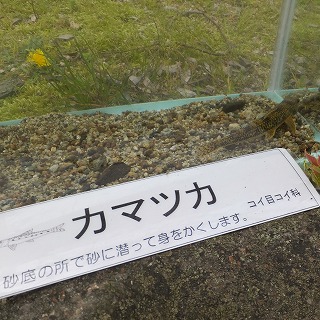 カマツカ
コイ目コイ科
砂底の所で砂に潜って身をかくします。